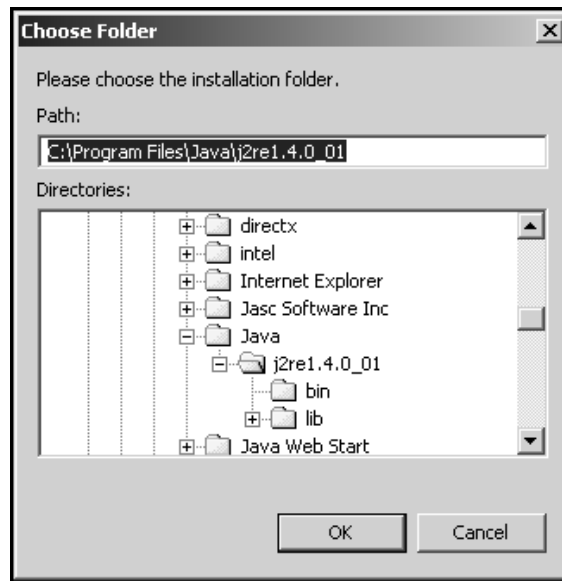 Choose Folder
Please choose the installation folder.
Path:
C:\Program Files\Java\j2re1.4.0_01
Directories:
directx
intel
Internet Explorer
Jasc Software Inc
Java
j2re1.4.0_01
bin
lib
Java Web Start
OK Cancel